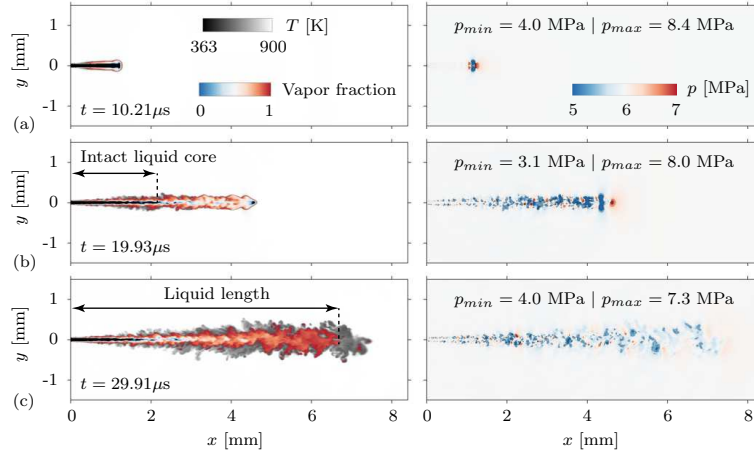 T [K]
363 900
Vapor fraction
0 1
1
0
−1
y [mm]
t = 10.21μs
(a)
p_min = 4.0 MPa | p_max = 8.4 MPa
p [MPa]
5 6 7
Intact liquid core
1
0
−1
y [mm]
t = 19.93μs
(b)
p_min = 3.1 MPa | p_max = 8.0 MPa
Liquid length
1
0
−1
y [mm]
t = 29.91μs
(c)
p_min = 4.0 MPa | p_max = 7.3 MPa
0 2 4 6 8
x [mm]
0 2 4 6 8
x [mm]